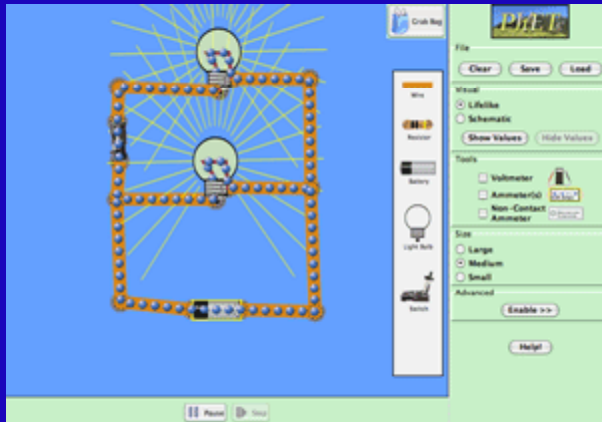 Grab Bag
PhET
File
Clear
Save
Load
Visual
Lifelike
Schematic
Show Values
Hide Values
Wire
Resistor
Battery
Light Bulb
Switch
Tools
Voltmeter
Ammeter(s)
Non-Contact
Ammeter
Size
Large
Medium
Small
Advanced
Enable >>
Help!
Pause
Step